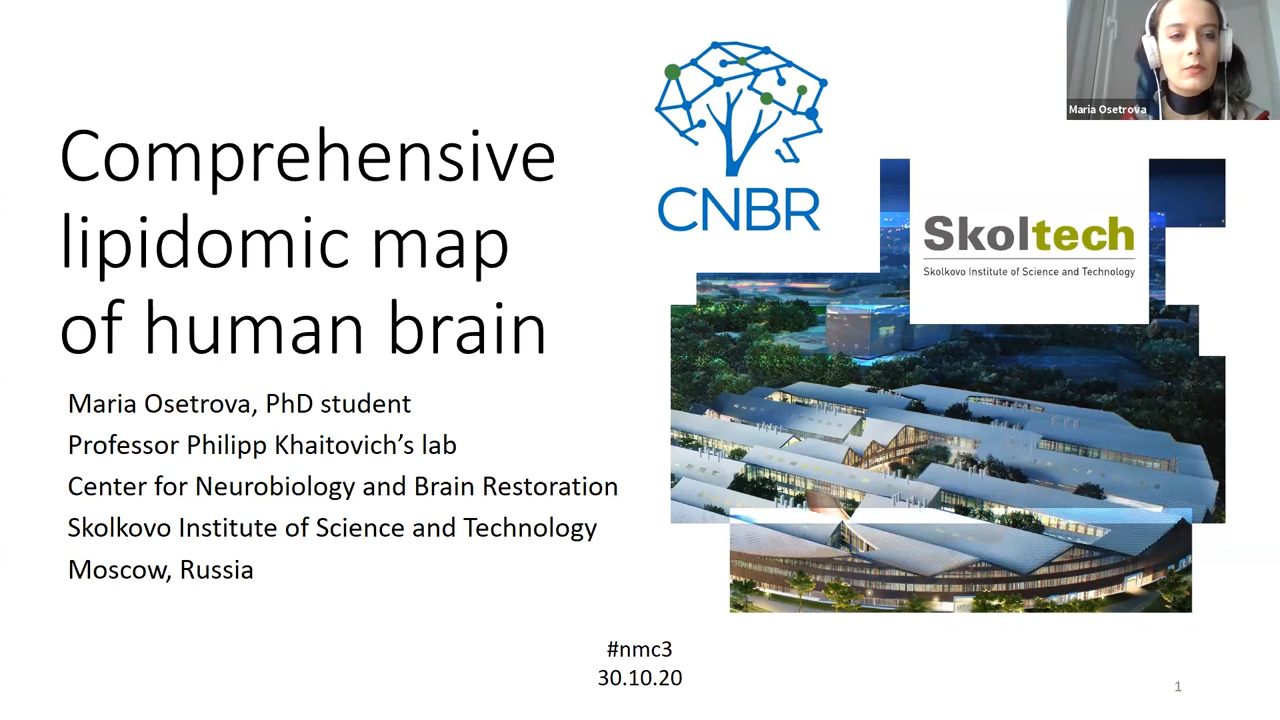 Comprehensive
lipidomic map
of human brain
Maria Osetrova, PhD student
Professor Philipp Khaitovich’s lab
Center for Neurobiology and Brain Restoration
Skolkovo Institute of Science and Technology
Moscow, Russia
CNBR
Skoltech
Skolkovo Institute of Science and Technology
Maria Osetrova
#nmc3
30.10.20
1